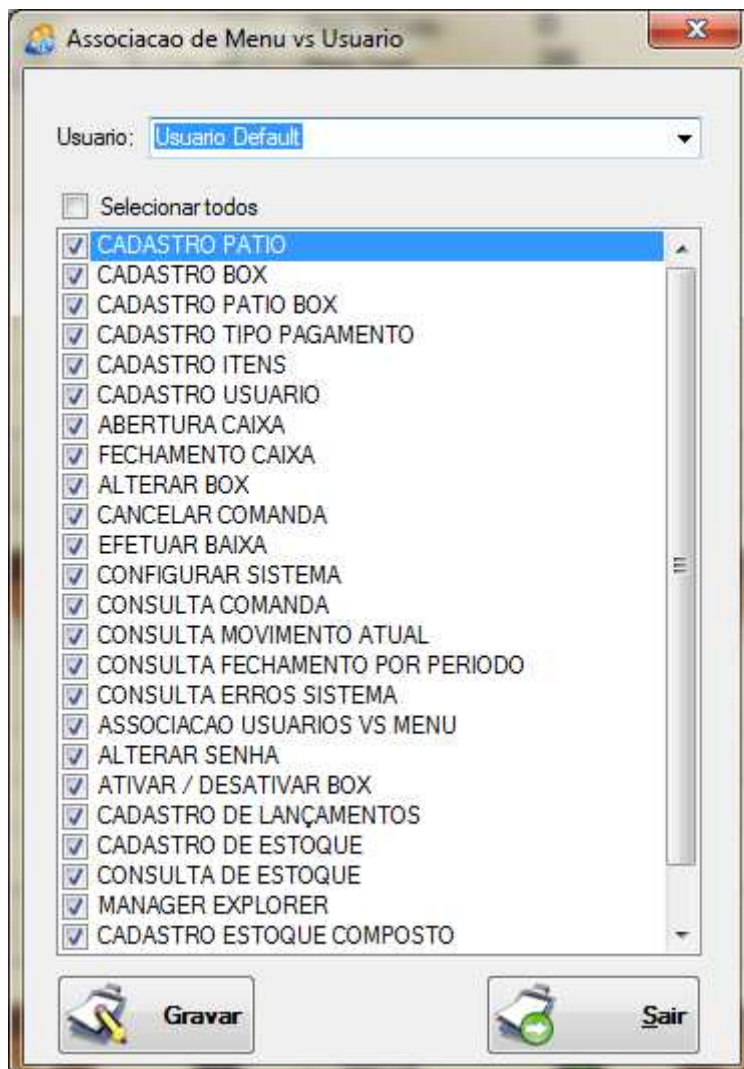 Associacao de Menu vs Usuario
Usuario: Usuario Default
Selecionar todos
CADASTRO PATIO
CADASTRO BOX
CADASTRO PATIO BOX
CADASTRO TIPO PAGAMENTO
CADASTRO ITENS
CADASTRO USUARIO
ABERTURA CAIXA
FECHAMENTO CAIXA
ALTERAR BOX
CANCELAR COMANDA
EFETUAR BAIXA
CONFIGURAR SISTEMA
CONSULTA COMANDA
CONSULTA MOVIMENTO ATUAL
CONSULTA FECHAMENTO POR PERIODO
CONSULTA ERROS SISTEMA
ASSOCIACAO USUARIOS VS MENU
ALTERAR SENHA
ATIVAR / DESATIVAR BOX
CADASTRO DE LANÇAMENTOS
CADASTRO DE ESTOQUE
CONSULTA DE ESTOQUE
MANAGER EXPLORER
CADASTRO ESTOQUE COMPOSTO
Gravar Sair